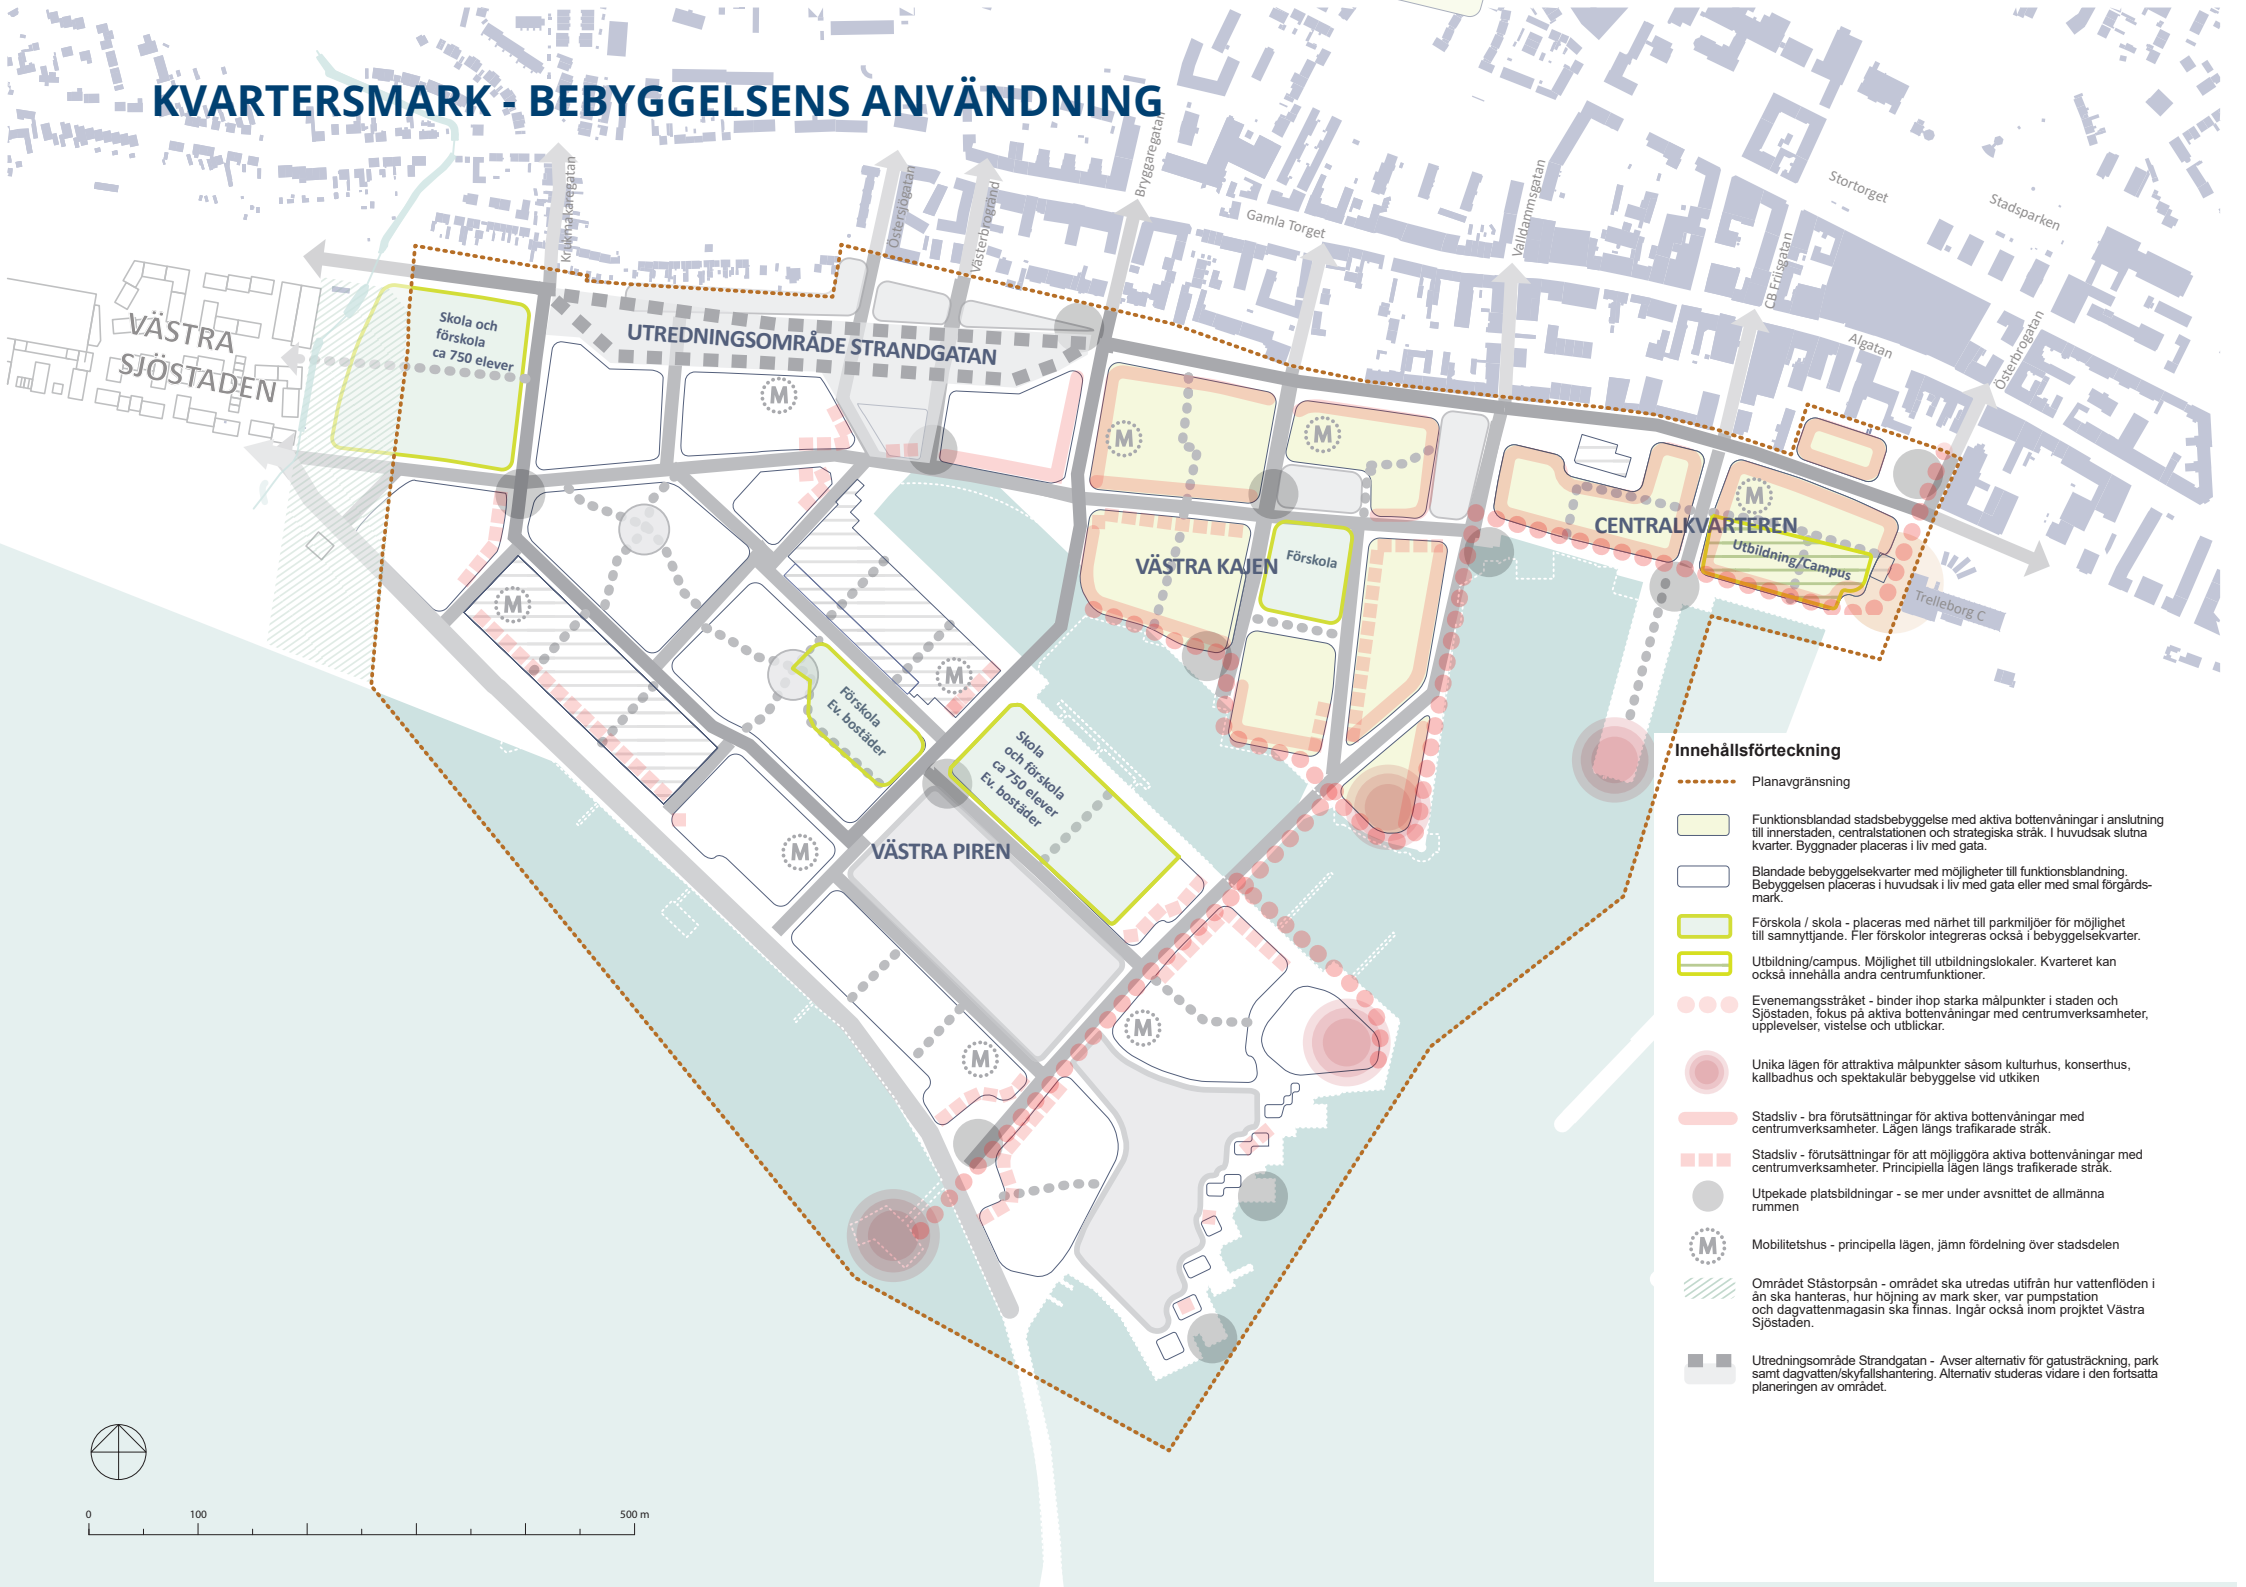 KVARTERSMARK - BEBYGGELSENS ANVÄNDNING
Krukmakaregatan
Östersjögatan
Västerbrogränd
Bryggaregatan
Gamla Torget
Valldammsgatan
CB Friisgatan
Stortorget
Stadsparken
Algatan
Österbrogatan
VÄSTRA
SJÖSTADEN
Skola och
förskola
ca 750 elever
UTREDNINGSOMRÅDE STRANDGATAN
M
M
M
M
CENTRALKVARTEREN
Utbildning/Campus
Trelleborg C
VÄSTRA KAJEN
Förskola
M
M
Förskola
Ev. bostäder
Skola
och förskola
ca 750 elever
Ev. bostäder
VÄSTRA PIREN
M
M
M
Innehållsförteckning
Planavgränsning
Funktionsblandad stadsbebyggelse med aktiva bottenvåningar i anslutning
till innerstaden, centralstationen och strategiska stråk. I huvudsak slutna
kvarter. Byggnader placeras i liv med gata.
Blandade bebyggelsekvarter med möjligheter till funktionsblandning.
Bebyggelsen placeras i huvudsak i liv med gata eller med smal förgårds-
mark.
Förskola / skola - placeras med närhet till parkmiljöer för möjlighet
till samnyttjande. Fler förskolor integreras också i bebyggelsekvarter.
Utbildning/campus. Möjlighet till utbildningslokaler. Kvarteret kan
också innehålla andra centrumfunktioner.
Evenemangsstråket - binder ihop starka målpunkter i staden och
Sjöstaden, fokus på aktiva bottenvåningar med centrumverksamheter,
upplevelser, vistelse och utblickar.
Unika lägen för attraktiva målpunkter såsom kulturhus, konserthus,
kallbadhus och spektakulär bebyggelse vid utkiken
Stadsliv - bra förutsättningar för aktiva bottenvåningar med
centrumverksamheter. Lägen längs trafikarade stråk.
Stadsliv - förutsättningar för att möjliggöra aktiva bottenvåningar med
centrumverksamheter. Principiella lägen längs trafikerade stråk.
Utpekade platsbildningar - se mer under avsnittet de allmänna
rummen
M
Mobilitetshus - principella lägen, jämn fördelning över stadsdelen
Området Ståstorpsån - området ska utredas utifrån hur vattenflöden i
ån ska hanteras, hur höjning av mark sker, var pumpstation
och dagvattenmagasin ska finnas. Ingår också inom projktet Västra
Sjöstaden.
Utredningsområde Strandgatan - Avser alternativ för gatusträckning, park
samt dagvatten/skyfallshantering. Alternativ studeras vidare i den fortsatta
planeringen av området.
0 100 500 m